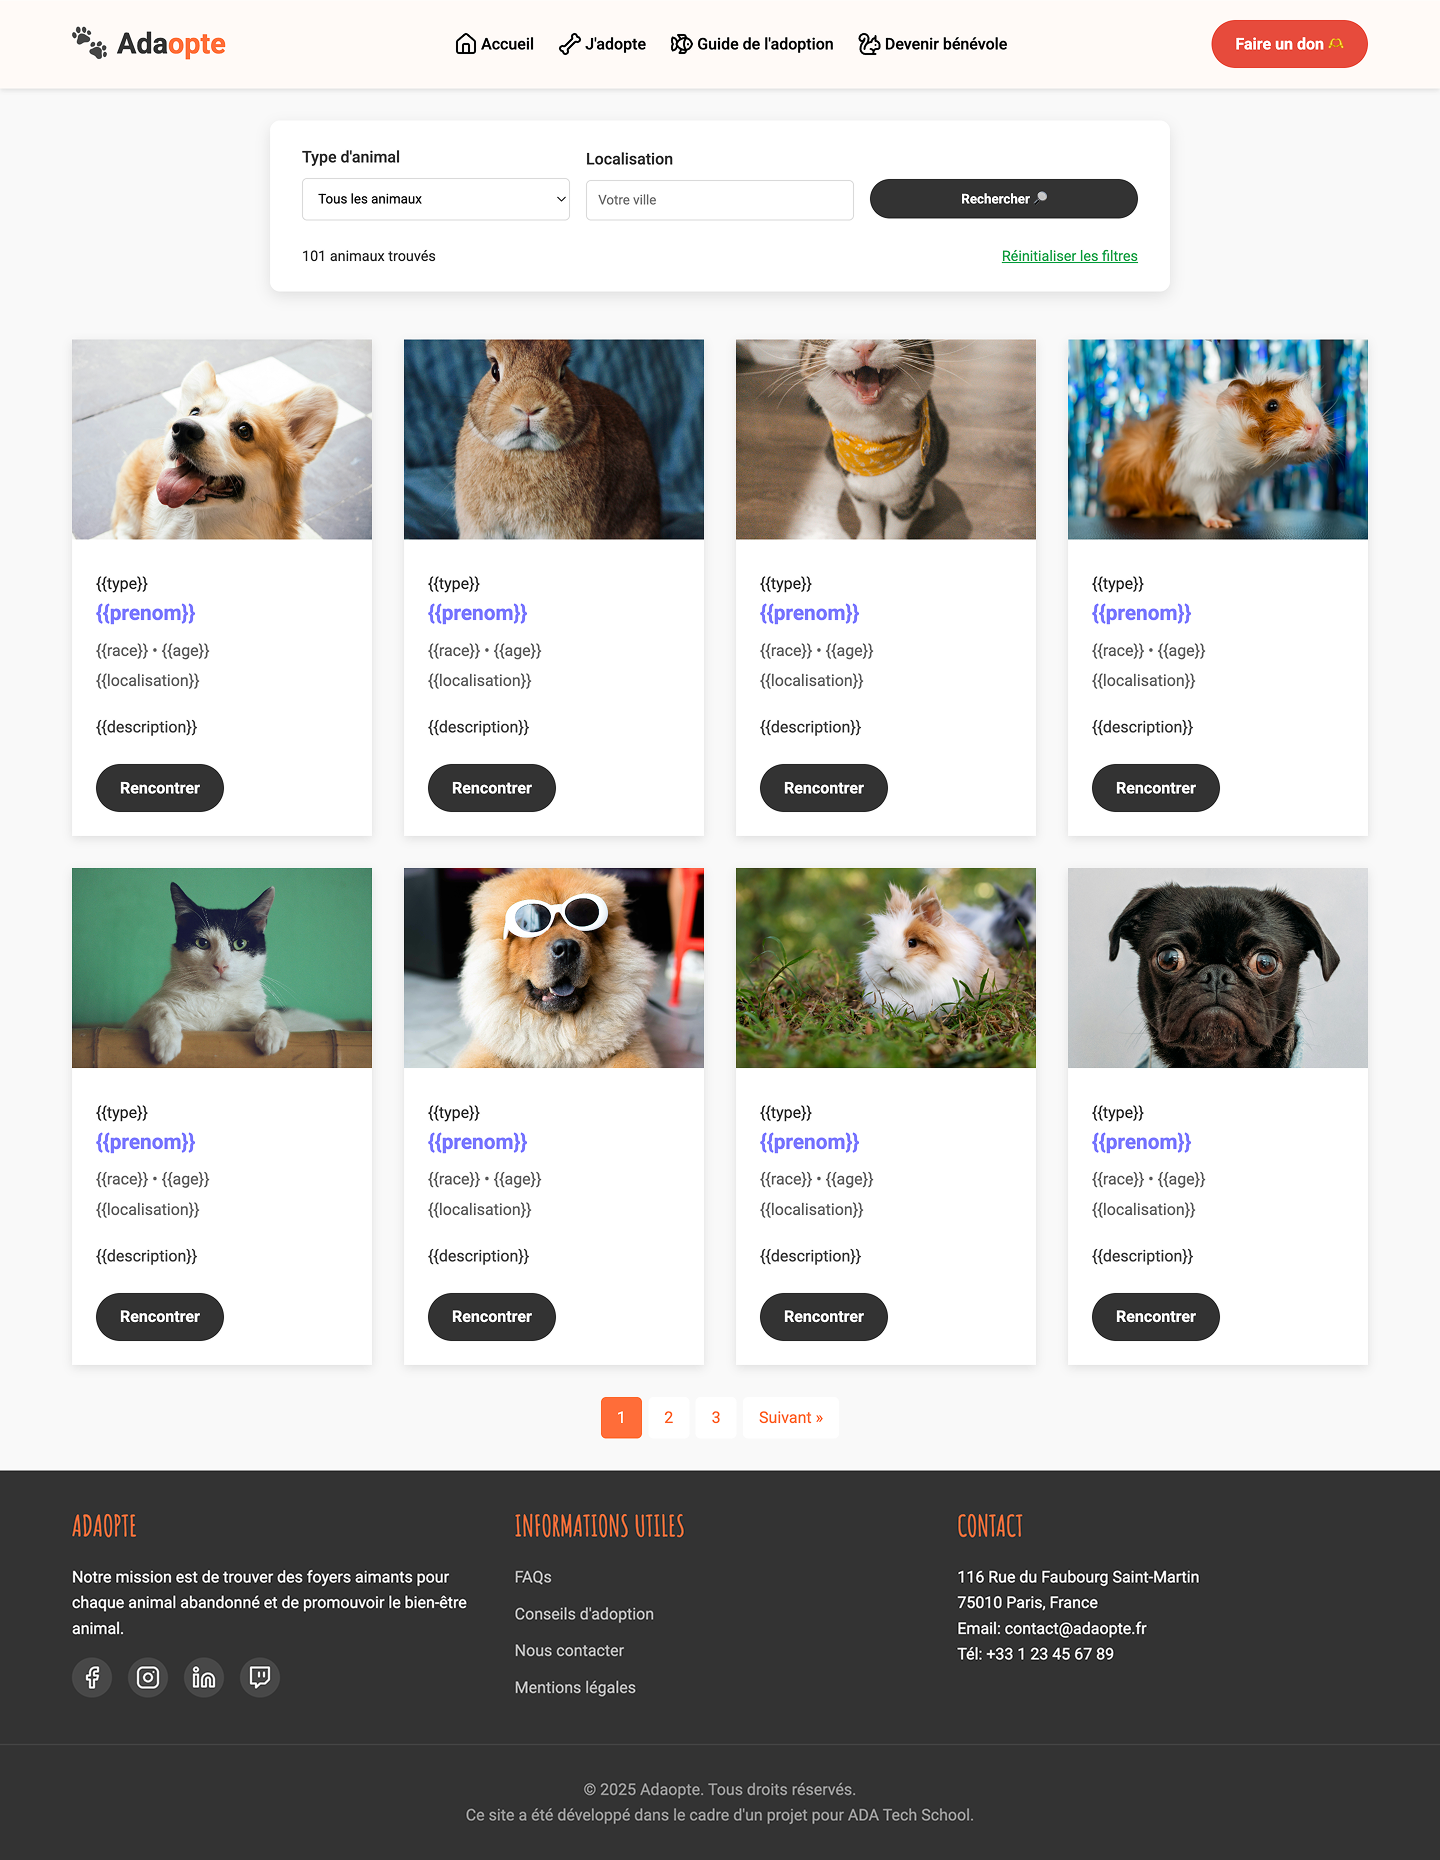 Adaopte
Accueil
J'adopte
Guide de l'adoption
Devenir bénévole
Faire un don
Type d'animal
Localisation
Tous les animaux
Votre ville
Rechercher
101 animaux trouvés
Réinitialiser les filtres
{{type}}
{{prenom}}
{{race}} • {{age}}
{{localisation}}
{{description}}
Rencontrer
{{type}}
{{prenom}}
{{race}} • {{age}}
{{localisation}}
{{description}}
Rencontrer
{{type}}
{{prenom}}
{{race}} • {{age}}
{{localisation}}
{{description}}
Rencontrer
{{type}}
{{prenom}}
{{race}} • {{age}}
{{localisation}}
{{description}}
Rencontrer
{{type}}
{{prenom}}
{{race}} • {{age}}
{{localisation}}
{{description}}
Rencontrer
{{type}}
{{prenom}}
{{race}} • {{age}}
{{localisation}}
{{description}}
Rencontrer
{{type}}
{{prenom}}
{{race}} • {{age}}
{{localisation}}
{{description}}
Rencontrer
{{type}}
{{prenom}}
{{race}} • {{age}}
{{localisation}}
{{description}}
Rencontrer
1 2 3 Suivant »
ADAOPTE
Notre mission est de trouver des foyers aimants pour
chaque animal abandonné et de promouvoir le bien-être
animal.
INFORMATIONS UTILES
FAQs
Conseils d'adoption
Nous contacter
Mentions légales
CONTACT
116 Rue du Faubourg Saint-Martin
75010 Paris, France
Email: contact@adaopte.fr
Tél: +33 1 23 45 67 89
© 2025 Adaopte. Tous droits réservés.
Ce site a été développé dans le cadre d'un projet pour ADA Tech School.